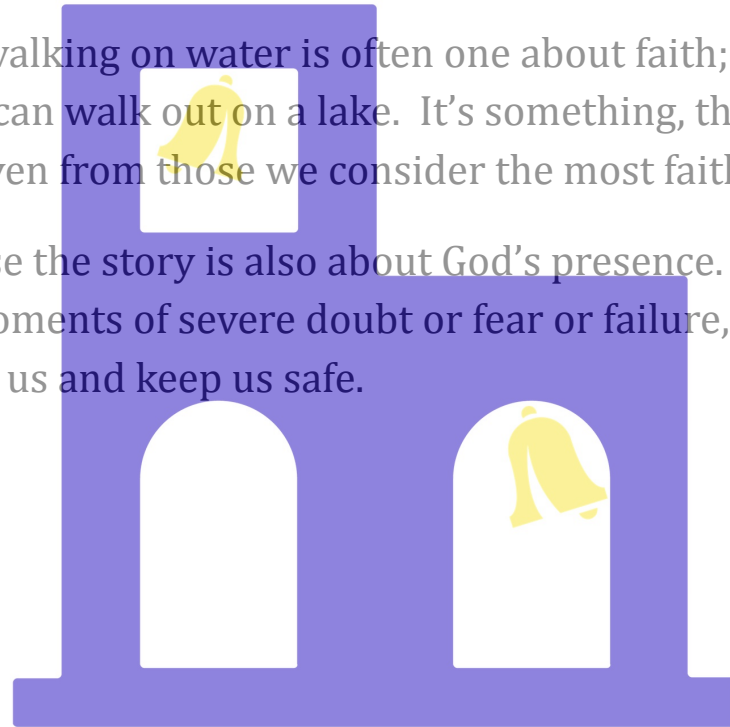 valking on water is often one about faith;
can walk out on a lake.  It's something, th
ven from those we consider the most faith
se the story is also about God's presence.
oments of severe doubt or fear or failure,
us and keep us safe.